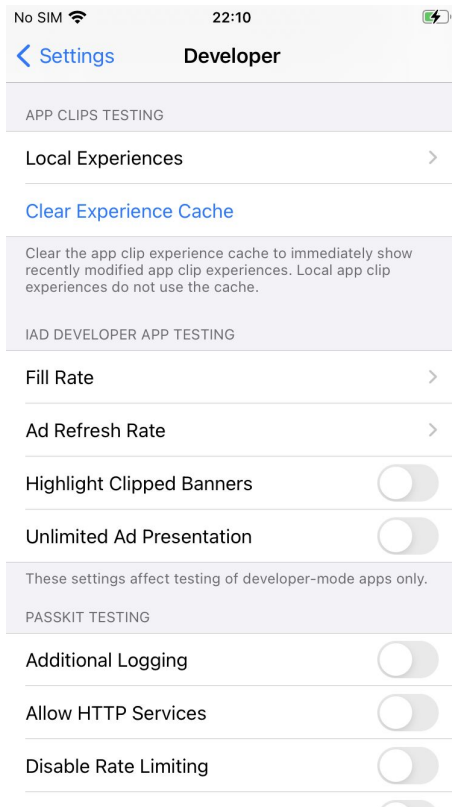 No SIM 22:10
Settings Developer
APP CLIPS TESTING
Local Experiences
Clear Experience Cache
Clear the app clip experience cache to immediately show
recently modified app clip experiences. Local app clip
experiences do not use the cache.
IAD DEVELOPER APP TESTING
Fill Rate
Ad Refresh Rate
Highlight Clipped Banners
Unlimited Ad Presentation
These settings affect testing of developer-mode apps only.
PASSKIT TESTING
Additional Logging
Allow HTTP Services
Disable Rate Limiting